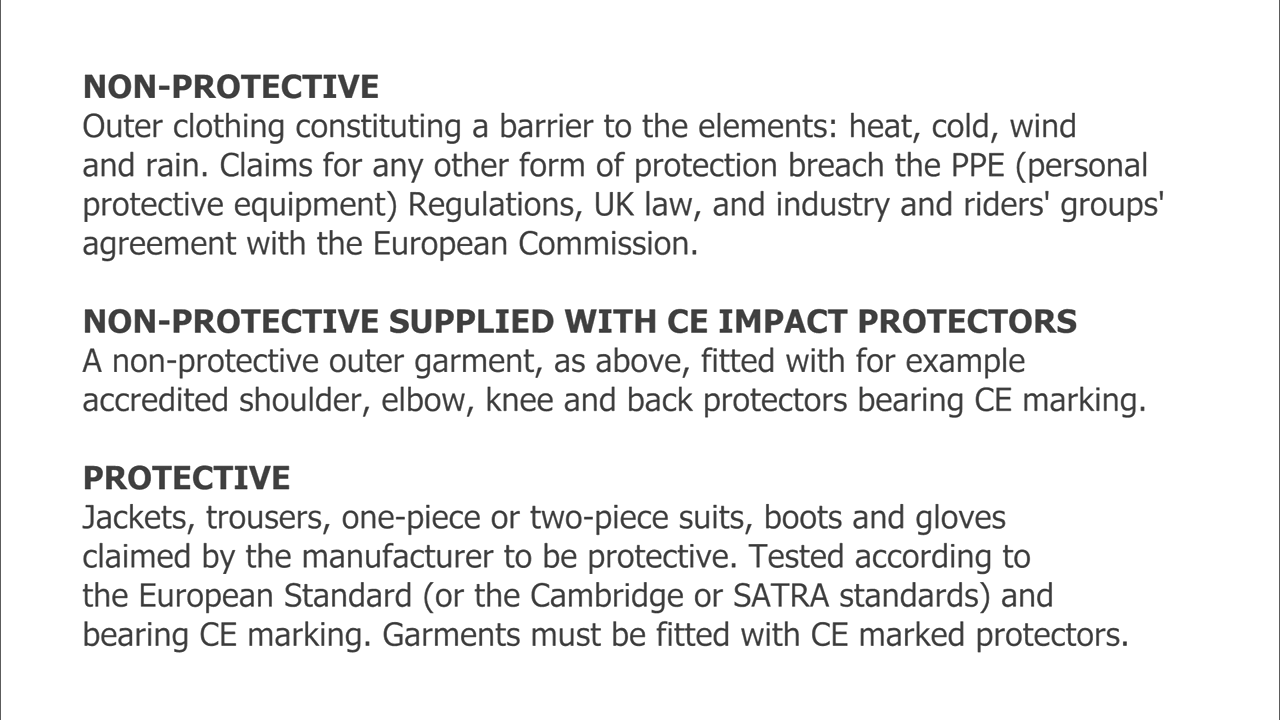 NON-PROTECTIVE
Outer clothing constituting a barrier to the elements: heat, cold, wind
and rain. Claims for any other form of protection breach the PPE (personal
protective equipment) Regulations, UK law, and industry and riders' groups'
agreement with the European Commission.
NON-PROTECTIVE SUPPLIED WITH CE IMPACT PROTECTORS
A non-protective outer garment, as above, fitted with for example
accredited shoulder, elbow, knee and back protectors bearing CE marking.
PROTECTIVE
Jackets, trousers, one-piece or two-piece suits, boots and gloves
claimed by the manufacturer to be protective. Tested according to
the European Standard (or the Cambridge or SATRA standards) and
bearing CE marking. Garments must be fitted with CE marked protectors.